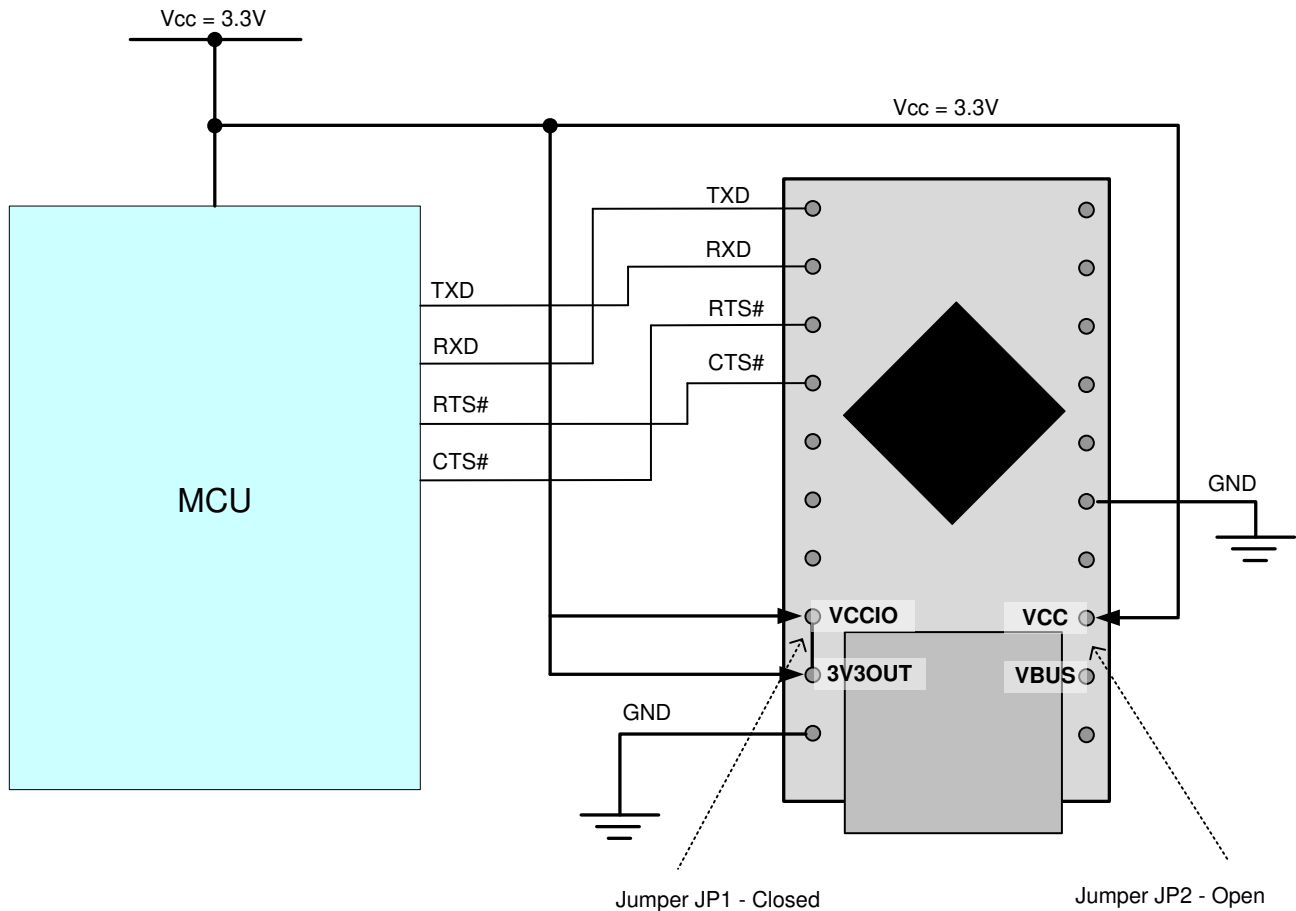 Vcc = 3.3V
Vcc = 3.3V
TXD
RXD
RTS#
CTS#
TXD
RXD
RTS#
CTS#
MCU
GND
VCCIO
VCC
3V3OUT
VBUS
GND
Jumper JP1 - Closed
Jumper JP2 - Open